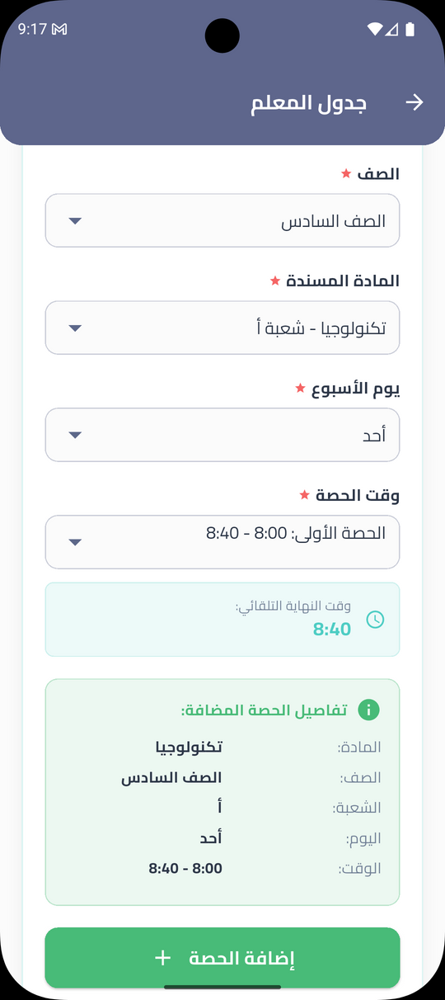 9:17
جدول المعلم
الصف
الصف السادس
المادة المسندة
تكنولوجيا - شعبة أ
يوم الأسبوع
أحد
وقت الحصة
الحصة الأولى: 8:00 - 8:40
وقت النهاية التلقائي:
8:40
تفاصيل الحصة المضافة:
المادة: تكنولوجيا
الصف: الصف السادس
الشعبة: أ
اليوم: أحد
الوقت: 8:00 - 8:40
إضافة الحصة +